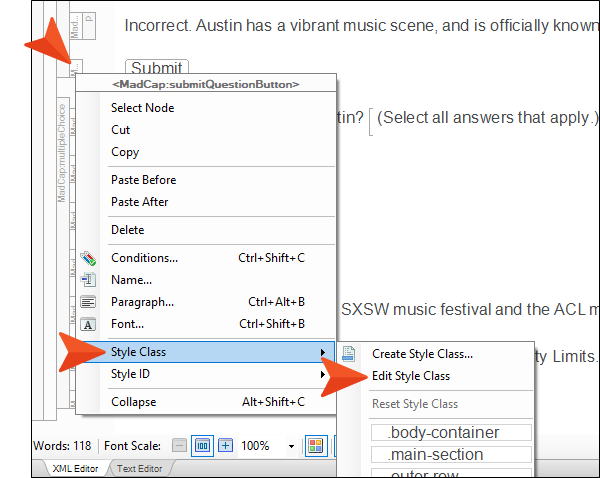 Mad...
p.
Incorrect. Austin has a vibrant music scene, and is officially known
M...
Submit
<MadCap:submitQuestionButton>
MadCap:multipleChoice
Select Node
tin? [ (Select all answers that apply.)
Cut
Copy
Paste Before
Paste After
Delete
Conditions... Ctrl+Shift+C
Name...
Paragraph... Ctrl+Alt+B
SXSW music festival and the ACL m
Font... Ctrl+Shift+B
Style Class
Create Style Class...
ty Limits.
Style ID
Edit Style Class
Collapse Alt+Shift+C
Reset Style Class
.body-container
Words: 118 Font Scale: 100 100%
.main-section
XML Editor Text Editor
.outer-row